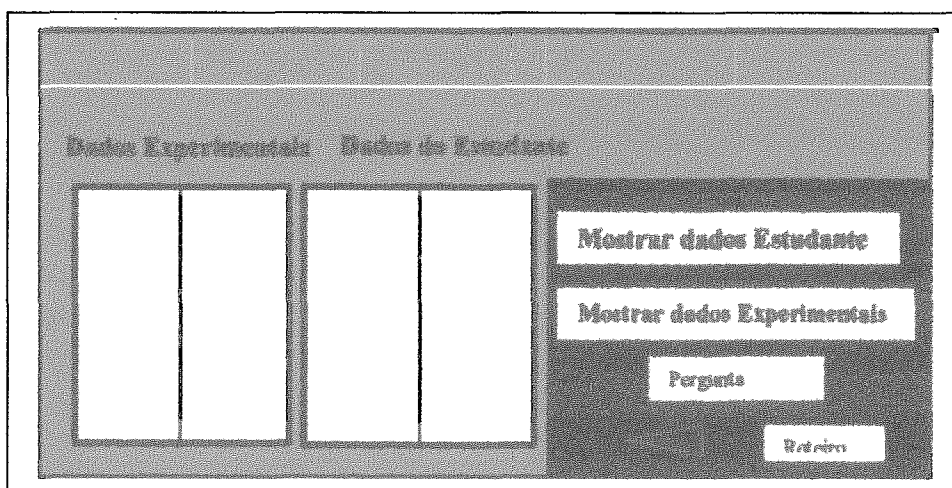 Dados Experimentais Dados do Estudante
Mostrar dados Estudante
Mostrar dados Experimentais
Pergunta
Roteiro